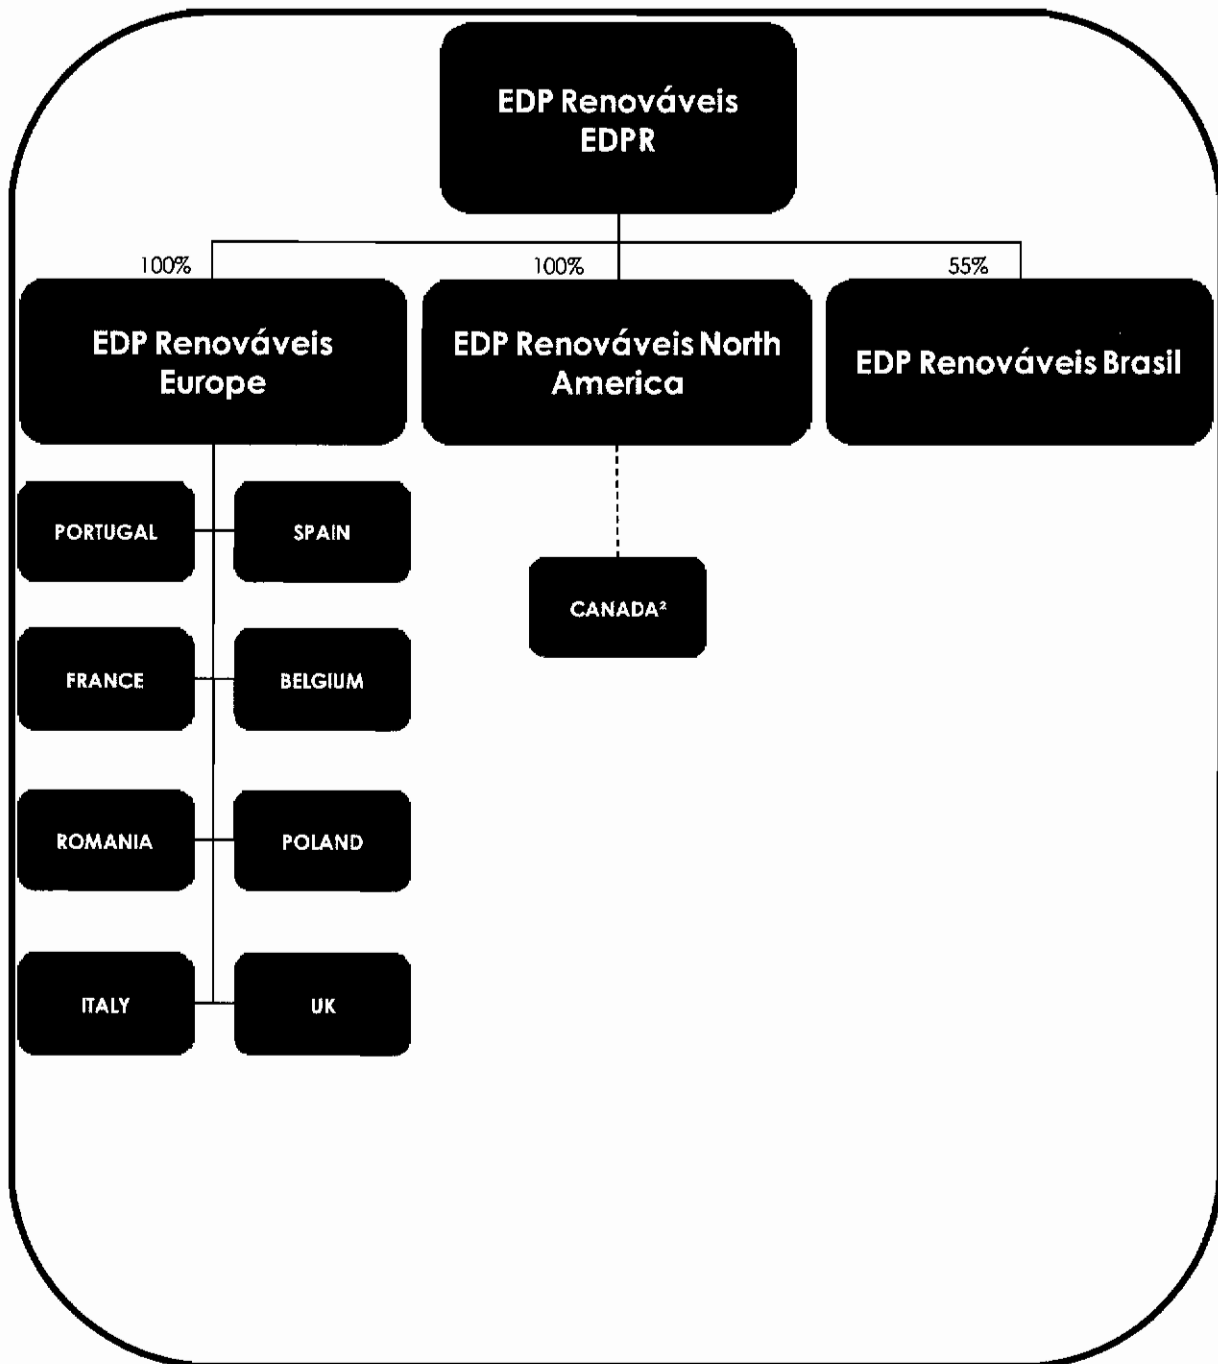 EDP Renováveis
EDPR
100%
100%
55%
EDP Renováveis
Europe
EDP Renováveis North
America
EDP Renováveis Brasil
PORTUGAL
SPAIN
CANADA²
FRANCE
BELGIUM
ROMANIA
POLAND
ITALY
UK